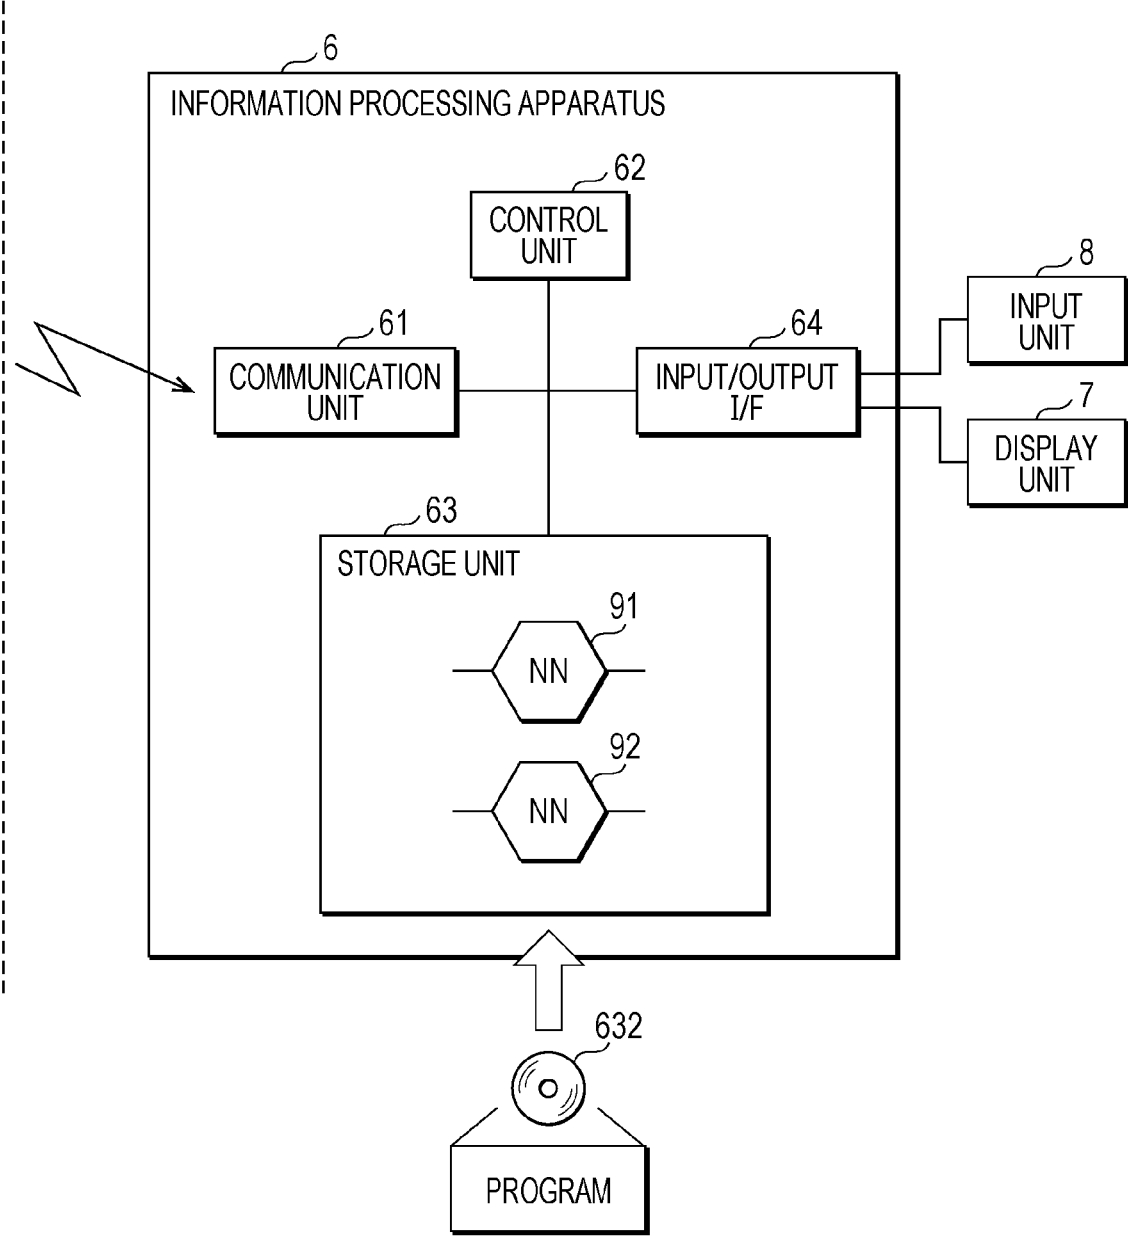 6
INFORMATION PROCESSING APPARATUS
62
CONTROL
UNIT
8
INPUT
UNIT
61
COMMUNICATION
UNIT
64
INPUT/OUTPUT
I/F
7
DISPLAY
UNIT
63
STORAGE UNIT
91
NN
92
NN
632
PROGRAM